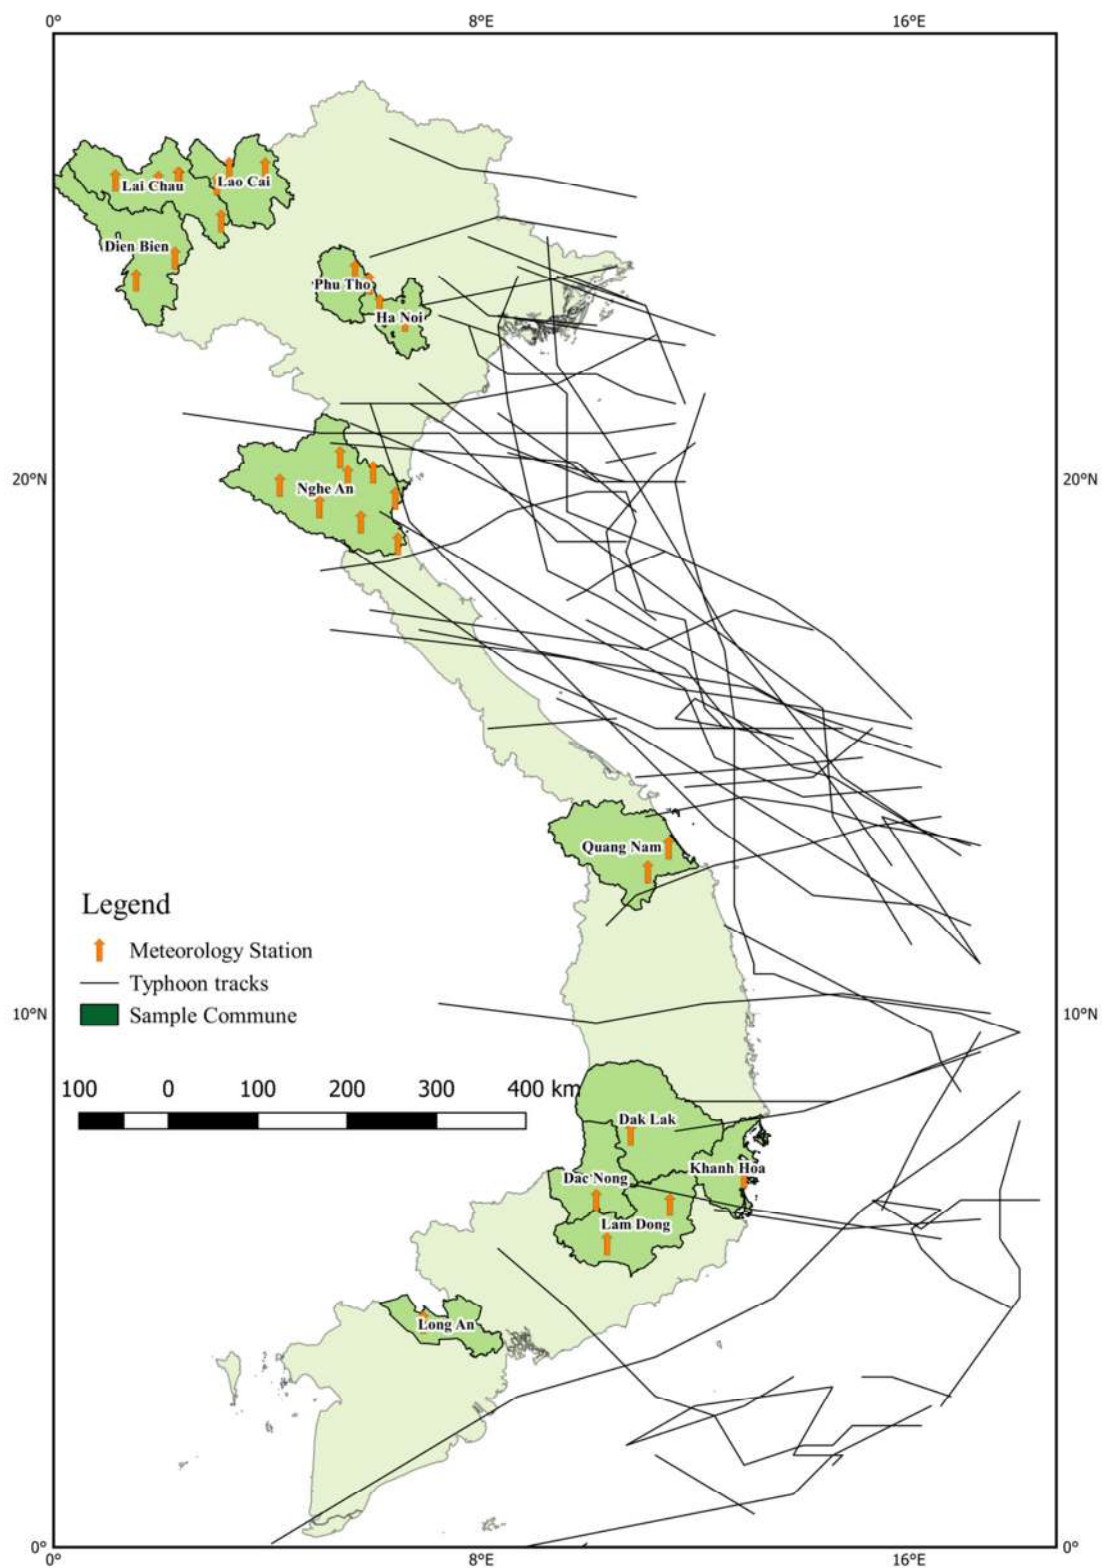 0° 8°E 16°E
Lai Chau
Lao Cai
Dien Bien
Phu Tho
Ha Noi
20°N 20°N
Nghe An
Quang Nam
Legend
Meteorology Station
Typhoon tracks
Sample Commune
10°N 10°N
100 0 100 200 300 400 km
Dak Lak
Khanh Hoa
Dac Nong
Lam Dong
Long An
0° 0°
0° 8°E 16°E